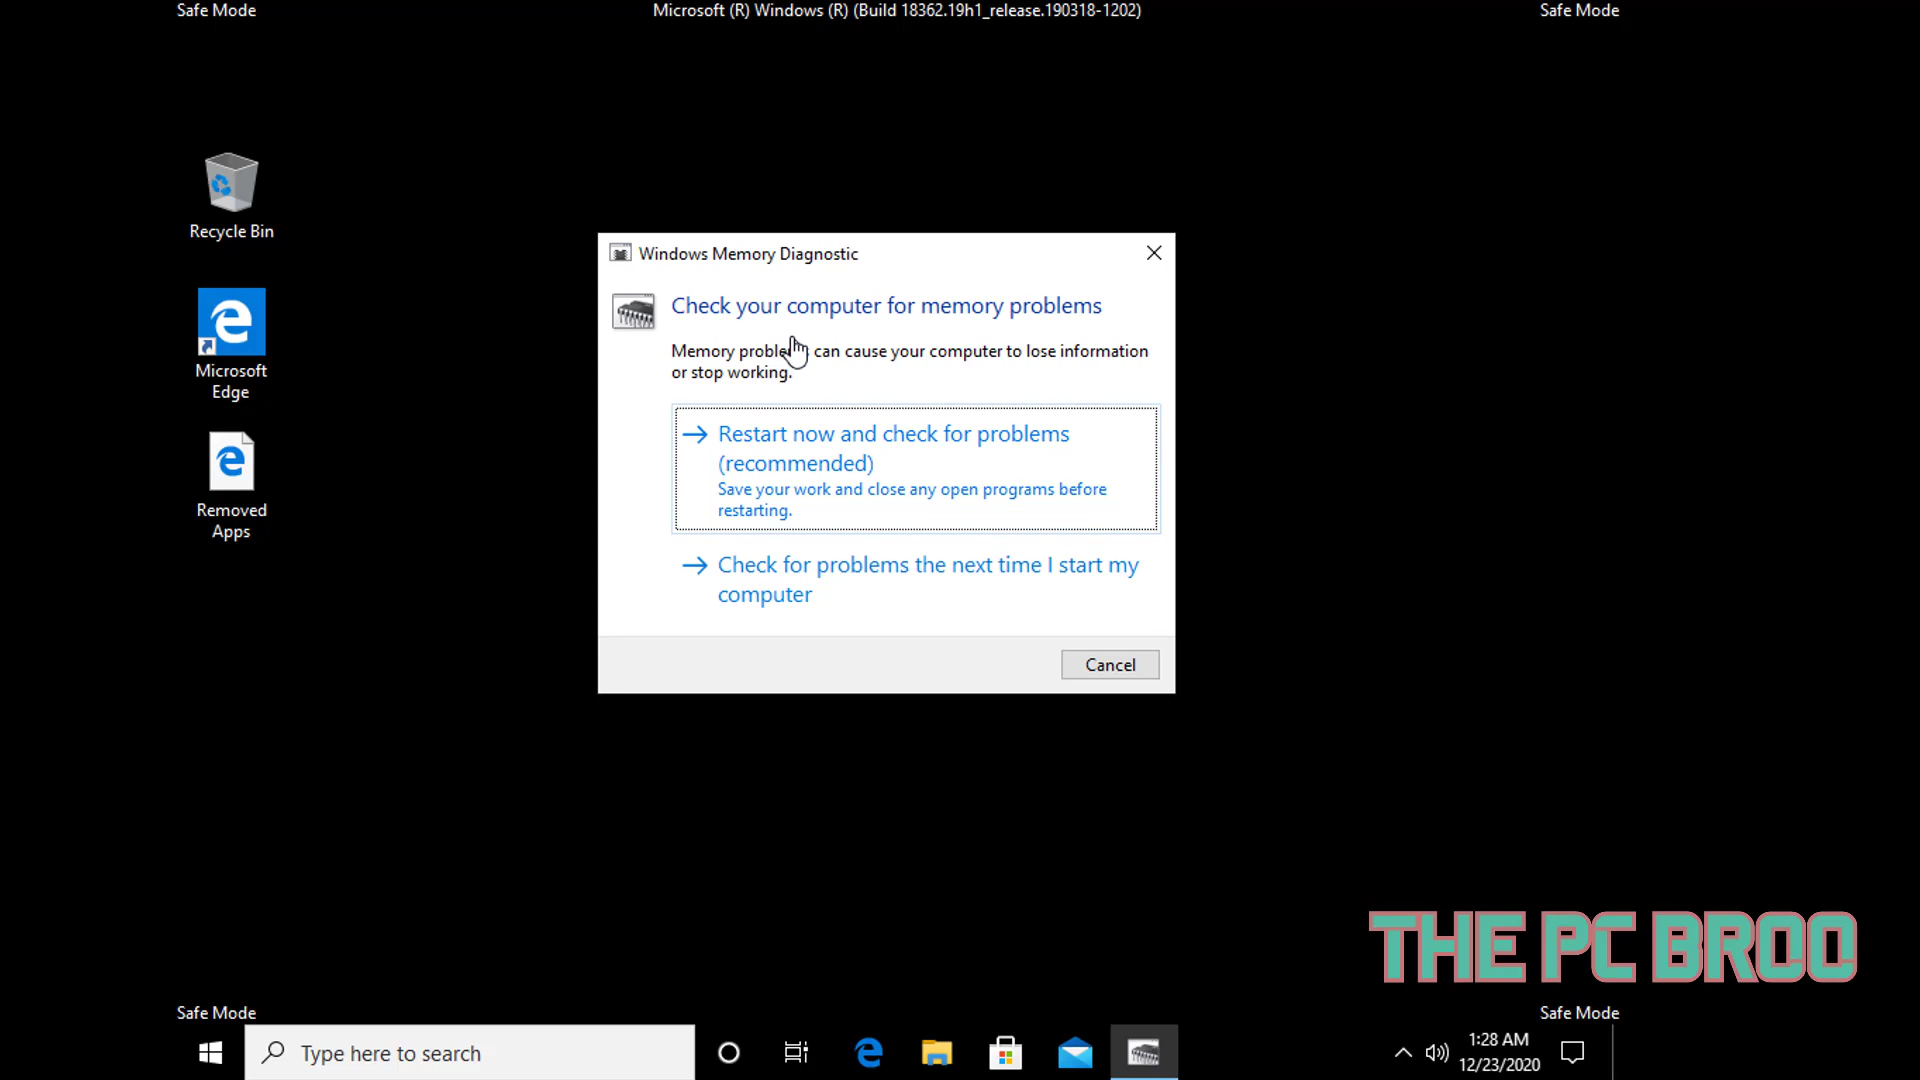 Safe Mode
Microsoft (R) Windows (R) (Build 18362.19h1_release.190318-1202)
Safe Mode
Recycle Bin
Microsoft
Edge
Removed
Apps
Windows Memory Diagnostic
Check your computer for memory problems
Memory can cause your computer to lose information
or stop working.
Restart now and check for problems
(recommended)
Save your work and close any open programs before
restarting.
Check for problems the next time I start my
computer
Cancel
THE PC BROO
Safe Mode
Safe Mode
Type here to search
1:28 AM
12/23/2020